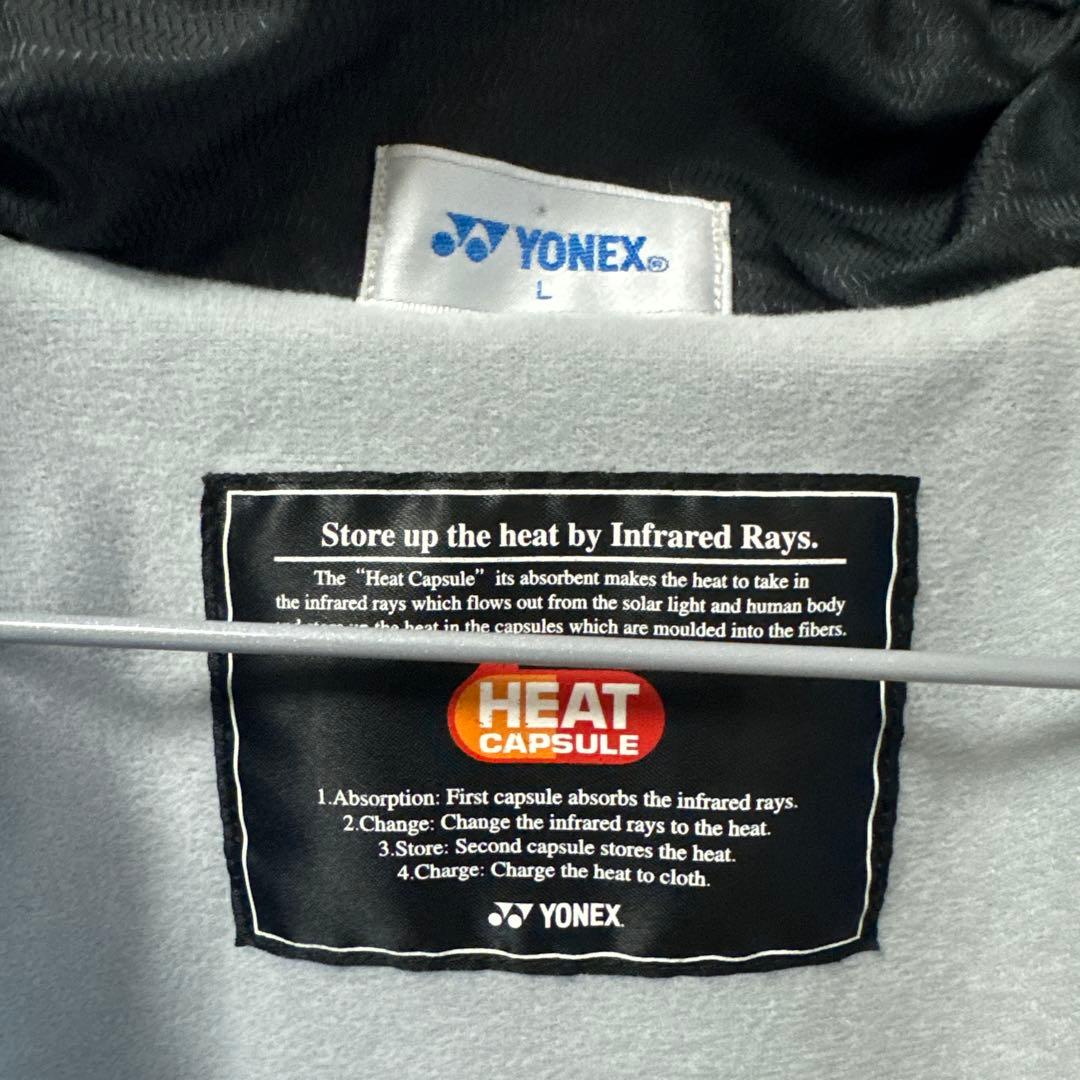 YONEX®
L
Store up the heat by Infrared Rays.
The “Heat Capsule” its absorbent makes the heat to take in
the infrared rays which flows out from the solar light and human body
the heat in the capsules which are moulded into the fibers.
HEAT
CAPSULE
1.Absorption: First capsule absorbs the infrared rays.
2.Change: Change the infrared rays to the heat.
3.Store: Second capsule stores the heat.
4.Charge: Charge the heat to cloth.
YONEX